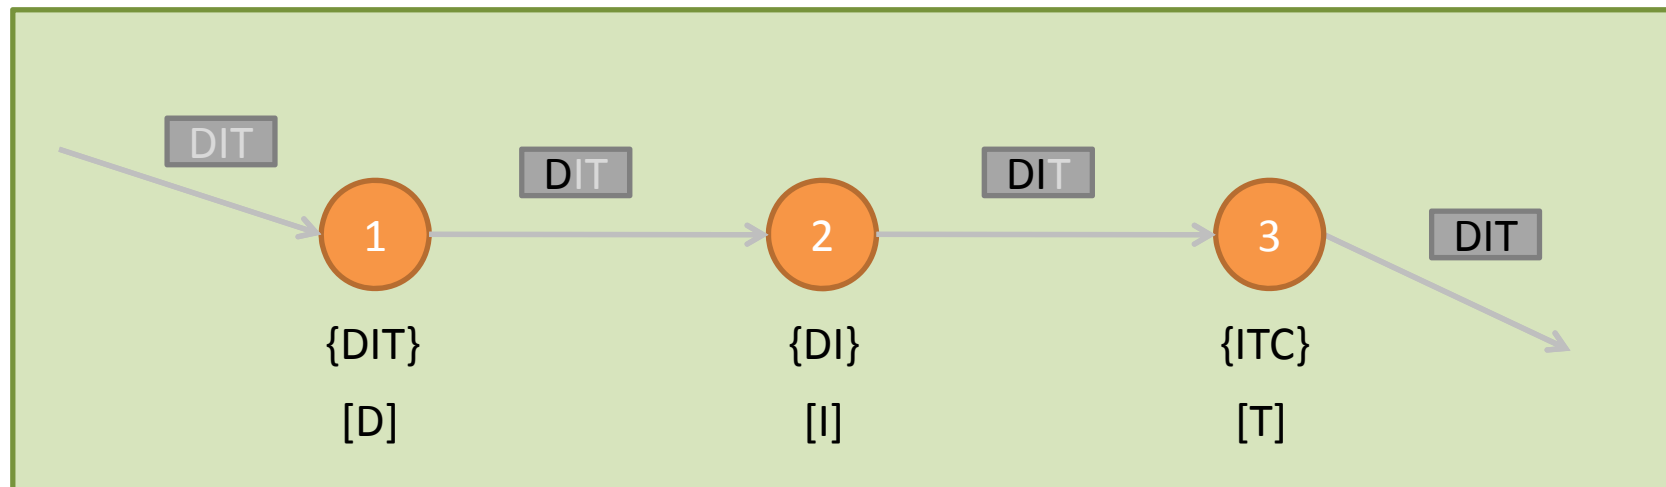 DIT
DIT
DIT
DIT
1
2
3
{DIT}
{DI}
{ITC}
[D]
[I]
[T]